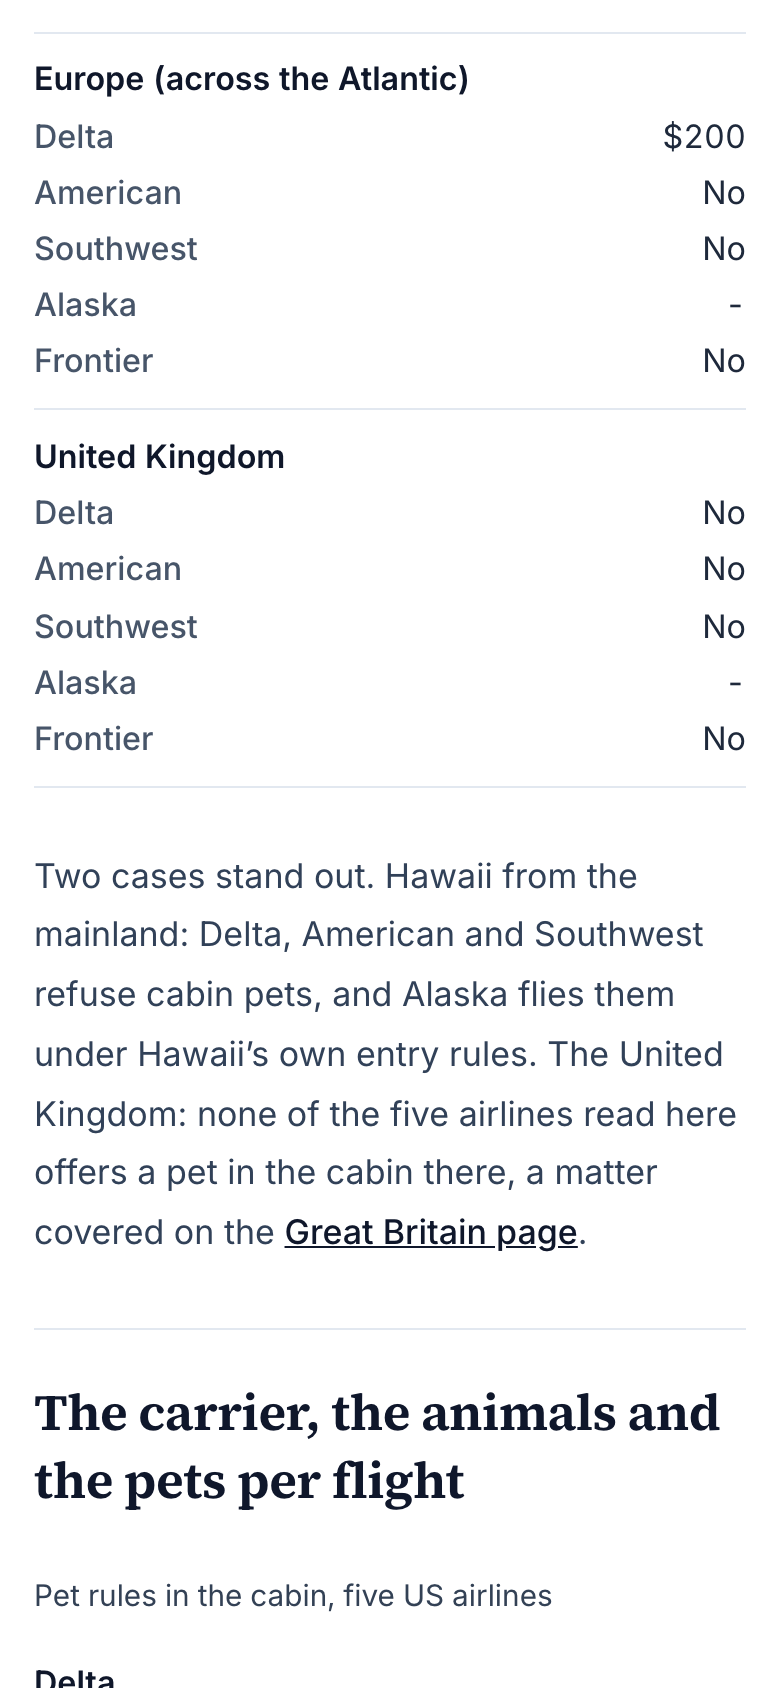 Europe (across the Atlantic)
Delta $200
American No
Southwest No
Alaska -
Frontier No
United Kingdom
Delta No
American No
Southwest No
Alaska -
Frontier No
Two cases stand out. Hawaii from the
mainland: Delta, American and Southwest
refuse cabin pets, and Alaska flies them
under Hawaii’s own entry rules. The United
Kingdom: none of the five airlines read here
offers a pet in the cabin there, a matter
covered on the Great Britain page.
The carrier, the animals and
the pets per flight
Pet rules in the cabin, five US airlines
Delta